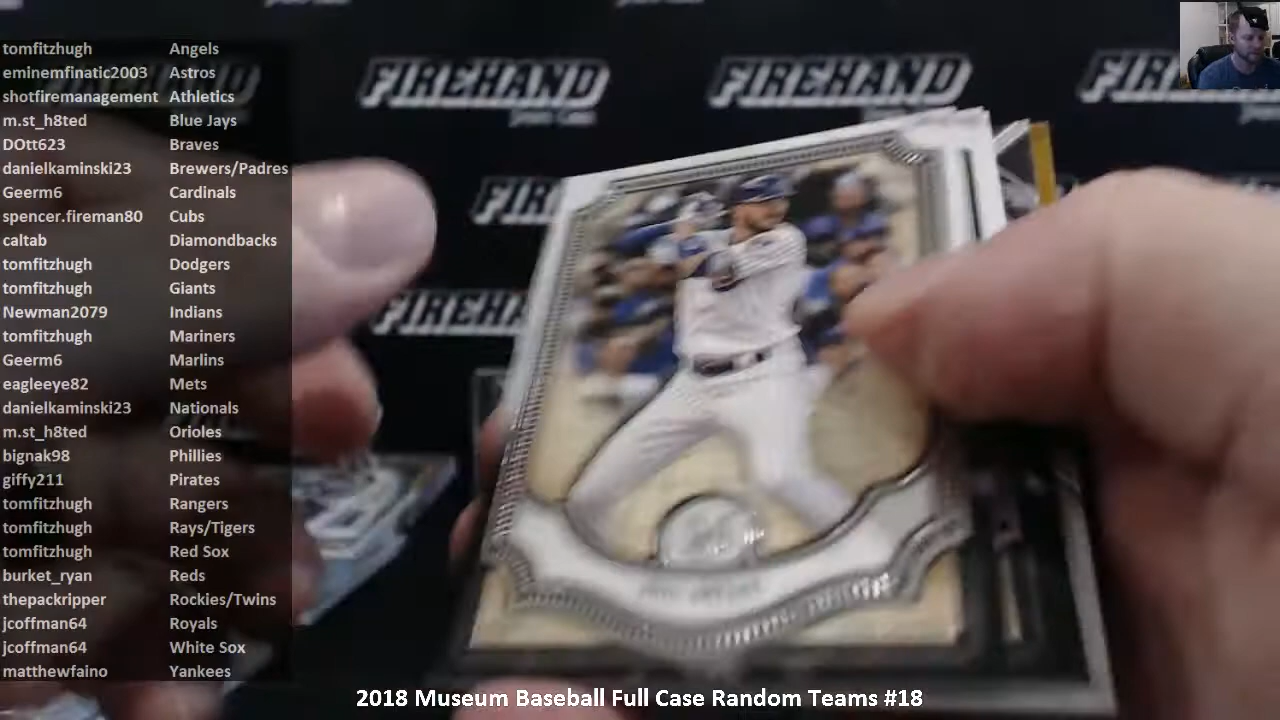 FIREHAND FIREHAND FIREHAND
FIREHAND
tomfitzhugh Angels
eminemfinatic2003 Astros
shotfiremanagement Athletics
m.st_h8ted Blue Jays
DOtt623 Braves
danielkaminski23 Brewers/Padres
Geerm6 Cardinals
spencer.fireman80 Cubs
caltab Diamondbacks
tomfitzhugh Dodgers
tomfitzhugh Giants
Newman2079 Indians
tomfitzhugh Mariners
Geerm6 Marlins
eagleeye82 Mets
danielkaminski23 Nationals
m.st_h8ted Orioles
bignak98 Phillies
giffy211 Pirates
tomfitzhugh Rangers
tomfitzhugh Rays/Tigers
tomfitzhugh Red Sox
burket_ryan Reds
thepackripper Rockies/Twins
jcoffman64 Royals
jcoffman64 White Sox
matthewfaino Yankees
2018 Museum Baseball Full Case Random Teams #18